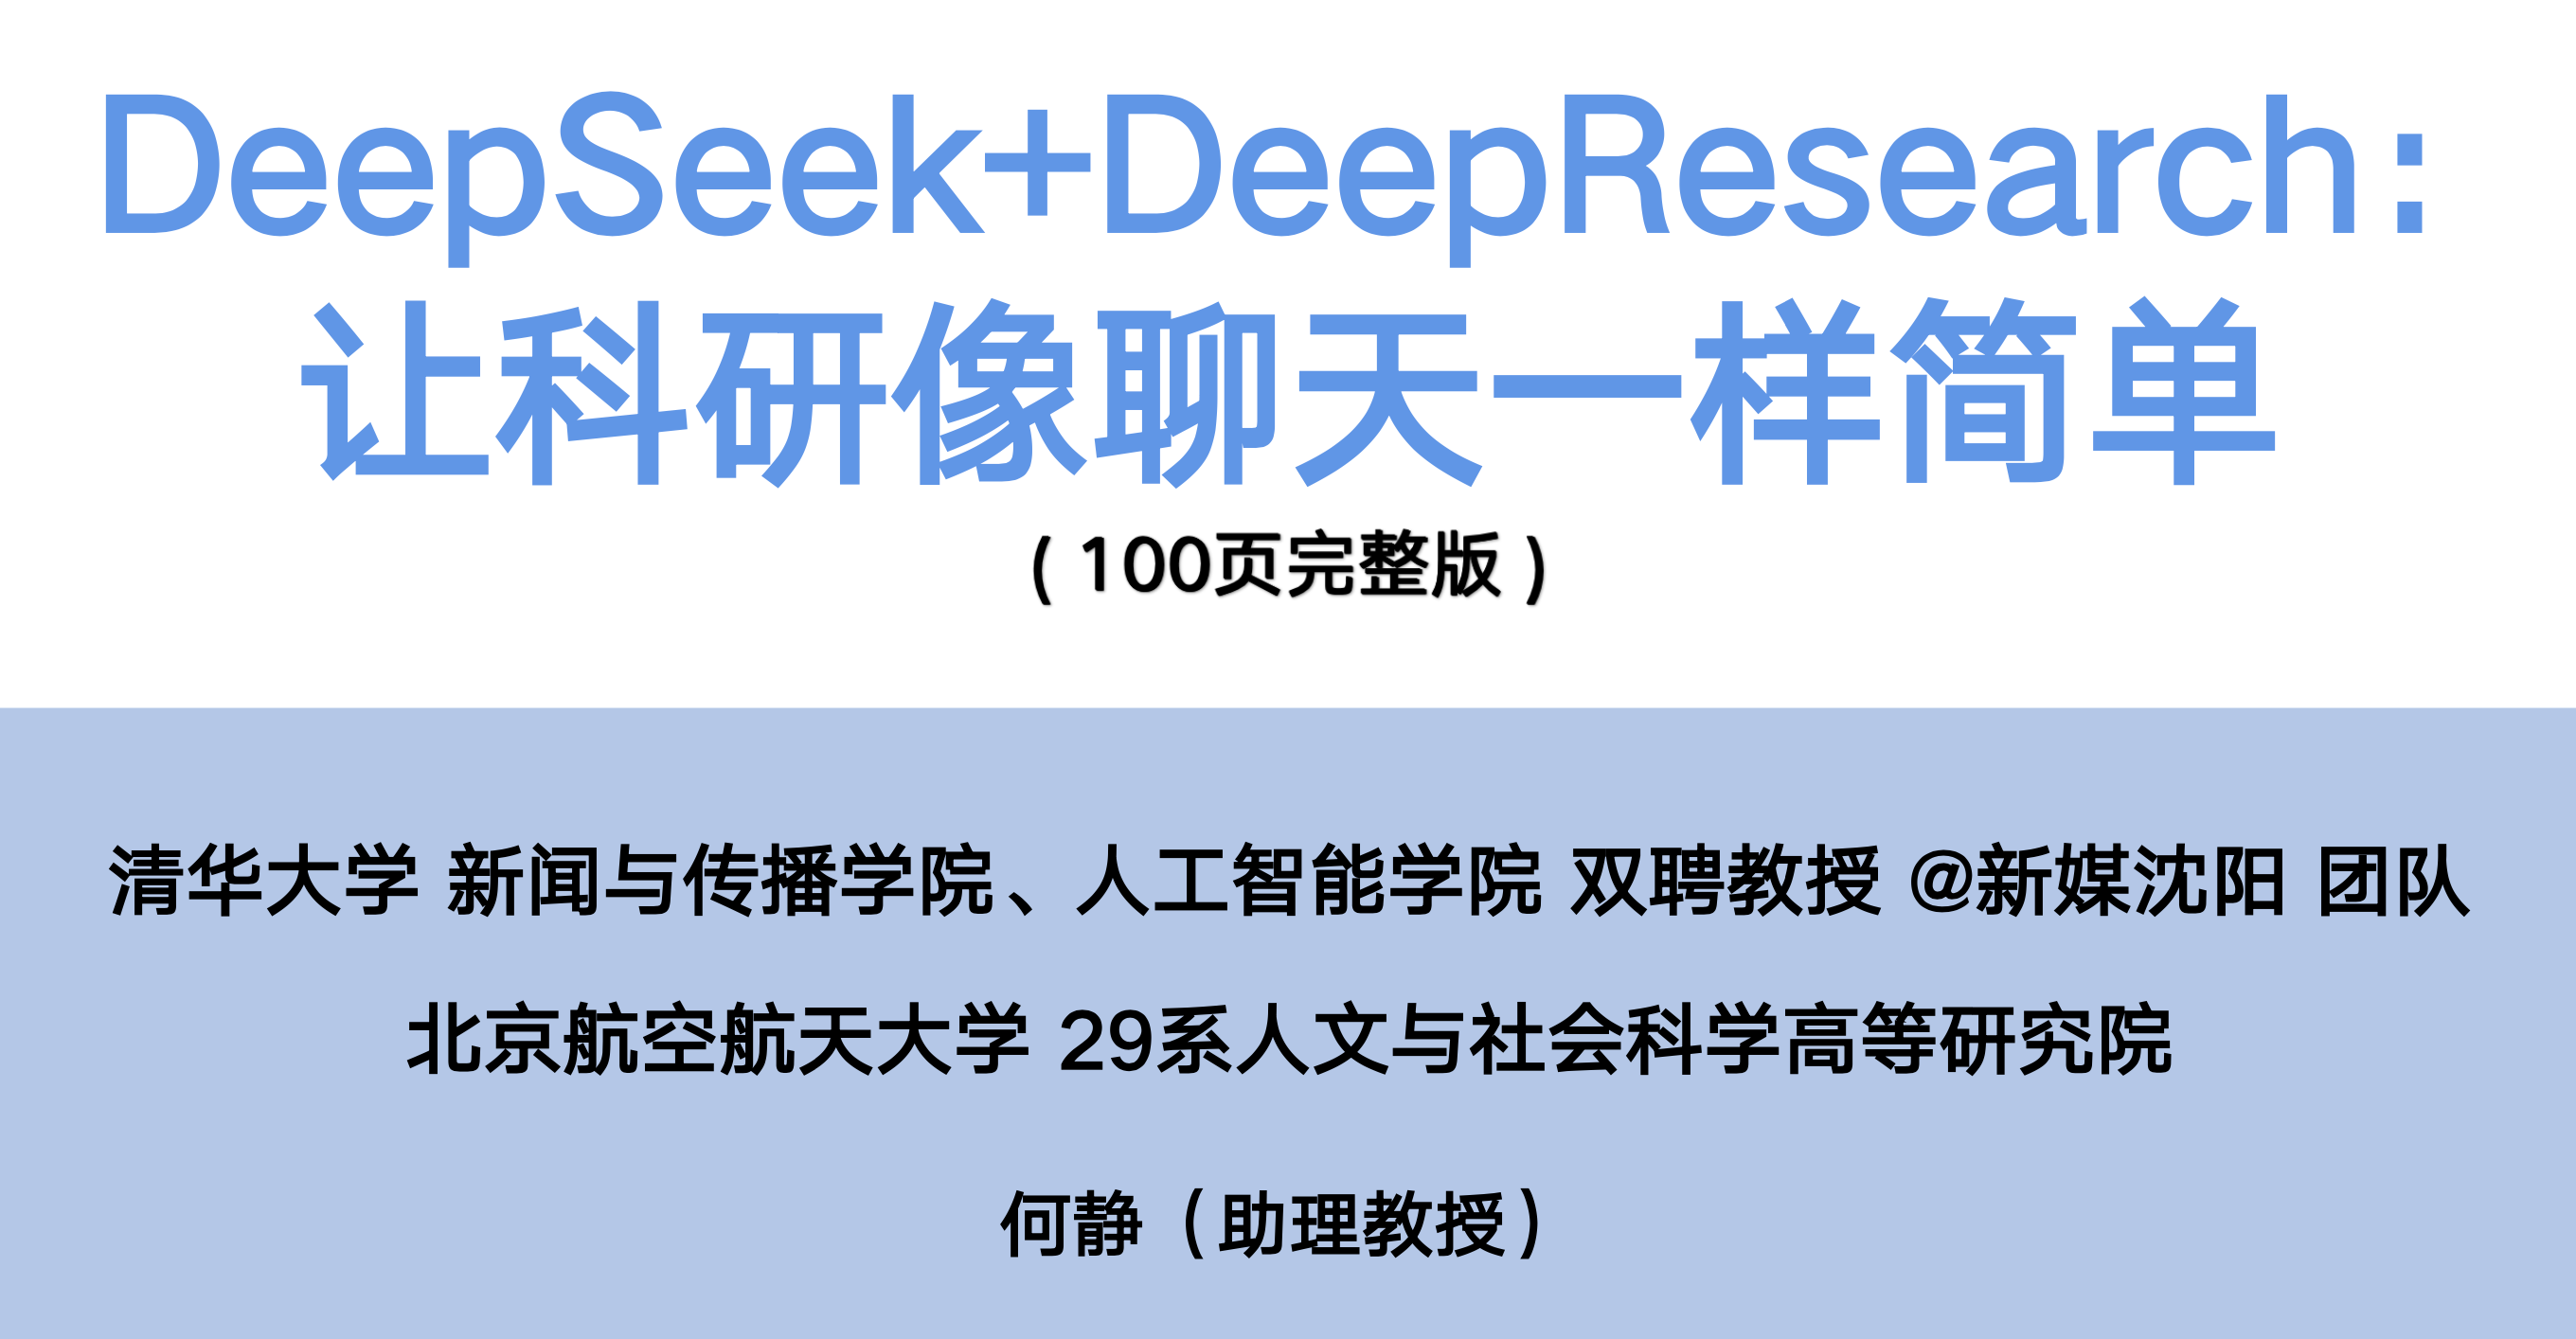 DeepSeek+DeepResearch：
让科研像聊天一样简单
（100页完整版）
清华大学 新闻与传播学院、人工智能学院 双聘教授 @新媒沈阳 团队
北京航空航天大学 29系人文与社会科学高等研究院
何静（助理教授）